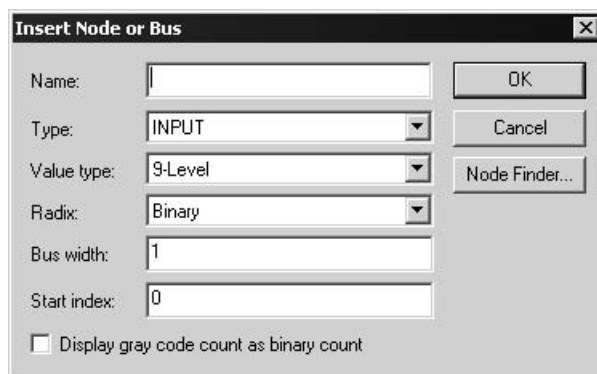 Insert Node or Bus
Name:
OK
Type:
INPUT
Cancel
Value type:
9-Level
Node Finder...
Radix:
Binary
Bus width:
1
Start index:
0
Display gray code count as binary count